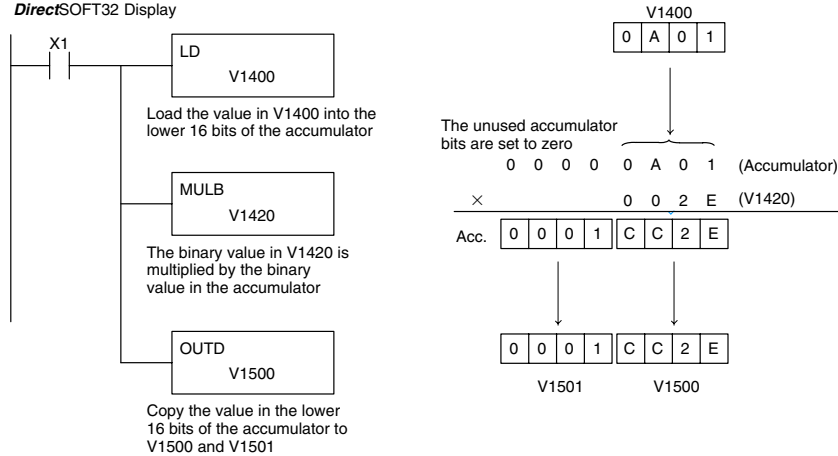 DirectSOFT32 Display
X1
LD
V1400
Load the value in V1400 into the
lower 16 bits of the accumulator
MULB
V1420
The binary value in V1420 is
multiplied by the binary
value in the accumulator
OUTD
V1500
Copy the value in the lower
16 bits of the accumulator to
V1500 and V1501
V1400
0 A 0 1
The unused accumulator
bits are set to zero
0 0 0 0 0 A 0 1 (Accumulator)
× 0 0 2 E (V1420)
Acc. 0 0 0 1 C C 2 E
0 0 0 1 C C 2 E
V1501 V1500